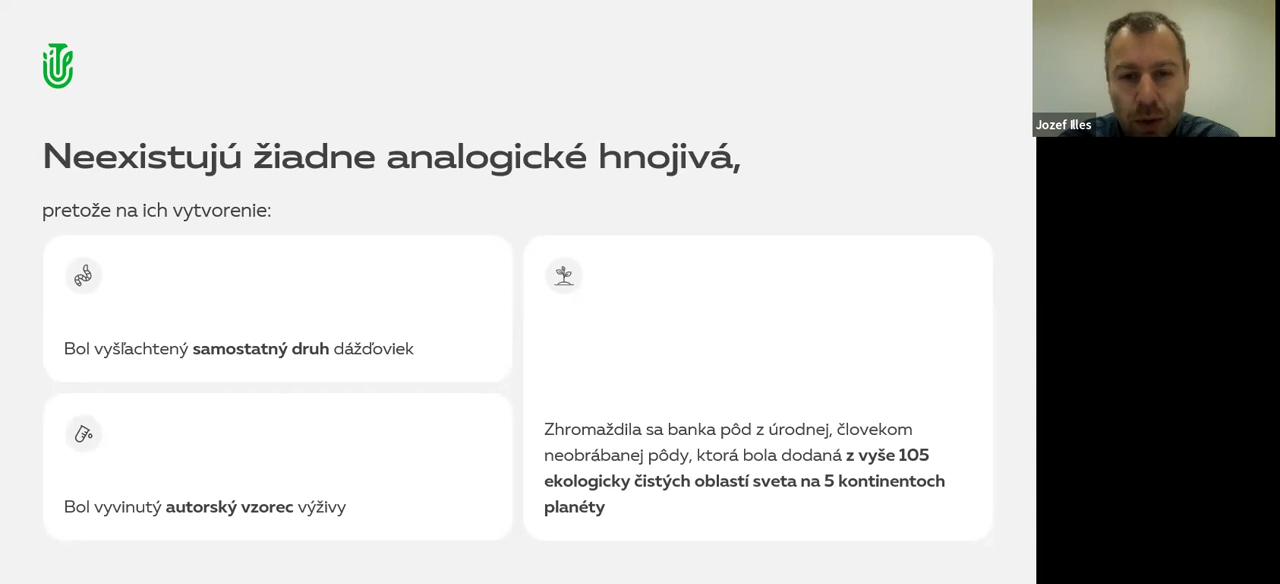 Neexistujú žiadne analogické hnojivá,
pretože na ich vytvorenie:
Bol vyšľachtený samostatný druh dážďoviek
Bol vyvinutý autorský vzorec výživy
Zhromaždila sa banka pôd z úrodnej, človekom
neobrábanej pôdy, ktorá bola dodaná z vyše 105
ekologicky čistých oblastí sveta na 5 kontinentoch
planéty
Jozef Illes